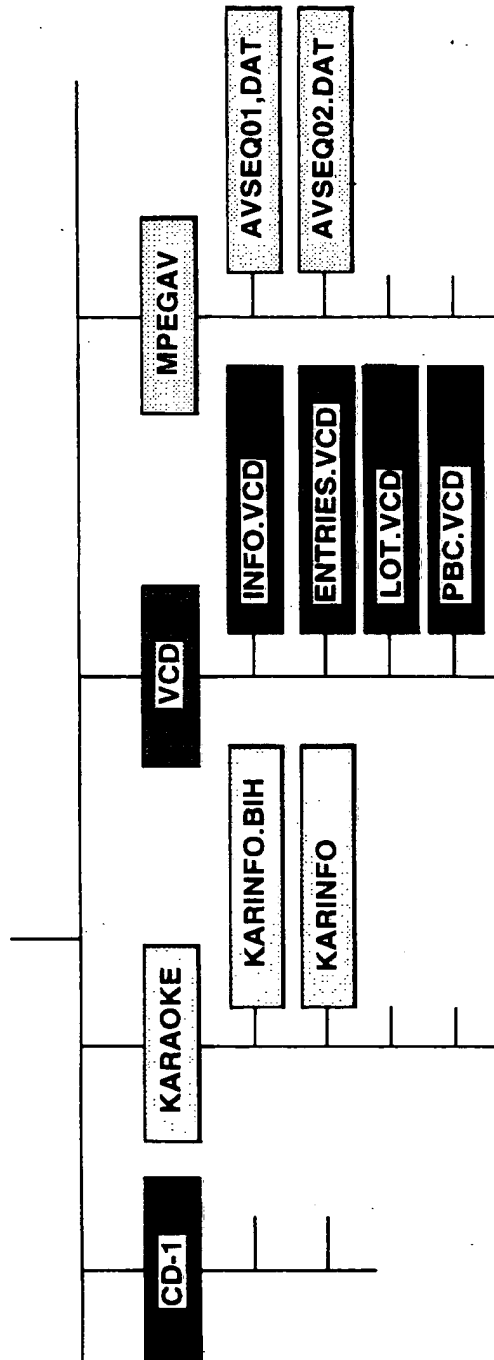 CD-1
KARAOKE
KARINFO.BIH
KARINFO
VCD
INFO.VCD
ENTRIES.VCD
LOT.VCD
PBC.VCD
MPEGAV
AVSEQ01,DAT
AVSEQ02.DAT